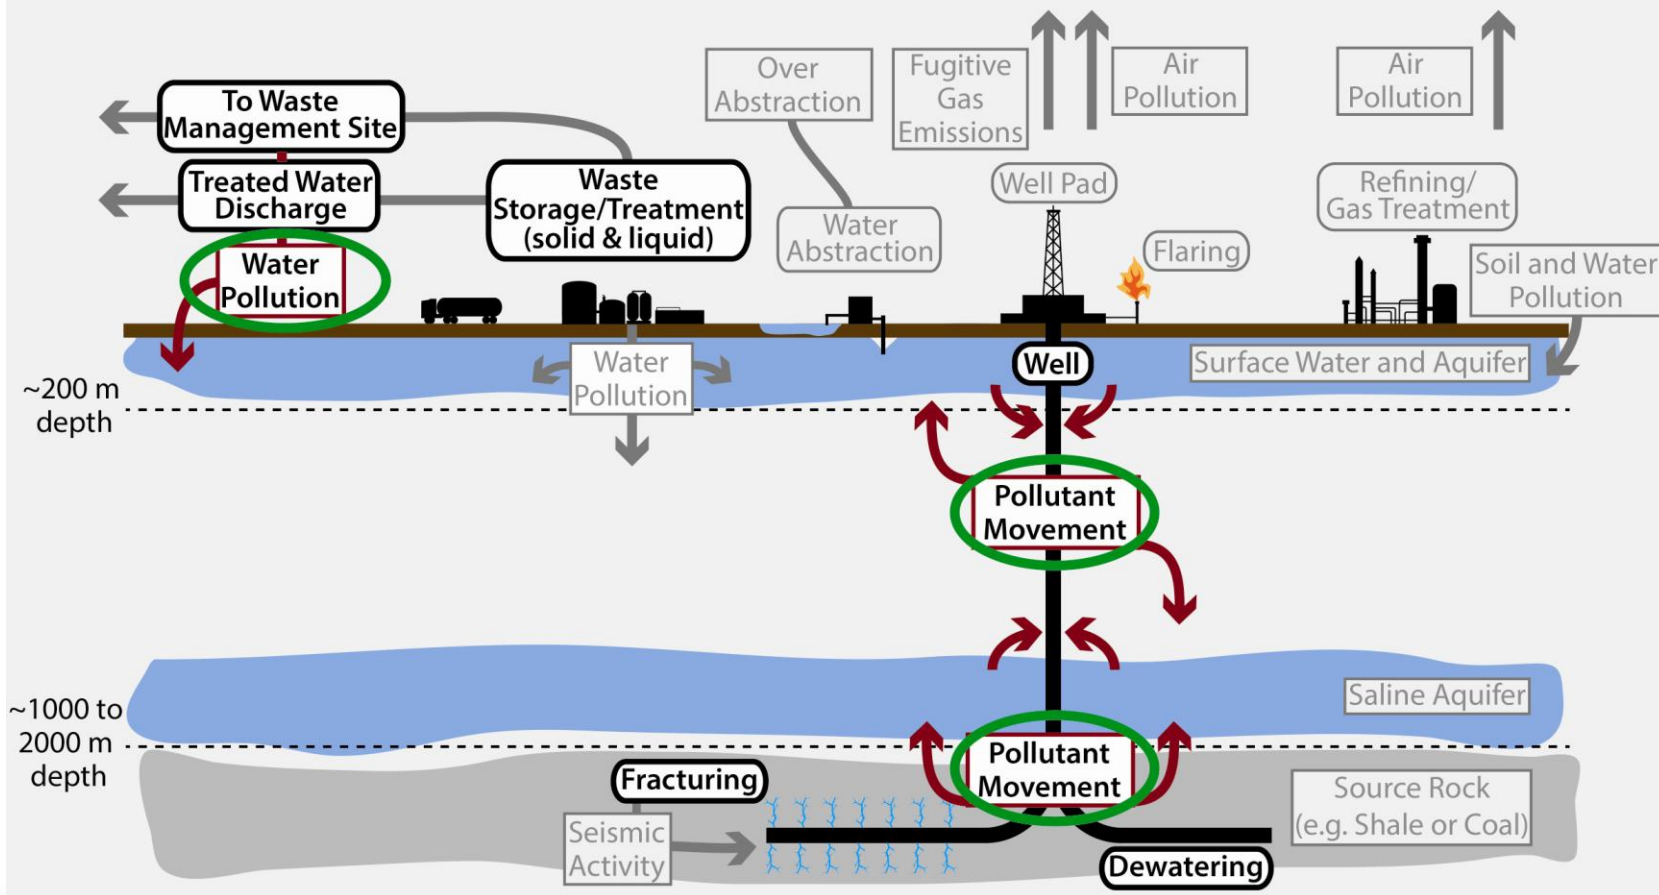 To Waste
Management Site
Treated Water
Discharge
Water
Pollution
Waste
Storage/Treatment
(solid & liquid)
Over
Abstraction
Water
Abstraction
Fugitive
Gas
Emissions
Air
Pollution
Well Pad
Flaring
Air
Pollution
Refining/
Gas Treatment
Soil and Water
Pollution
Water
Pollution
Well
Surface Water and Aquifer
~200 m
depth
Pollutant
Movement
Saline Aquifer
~1000 to
2000 m
depth
Pollutant
Movement
Fracturing
Seismic
Activity
Source Rock
(e.g. Shale or Coal)
Dewatering